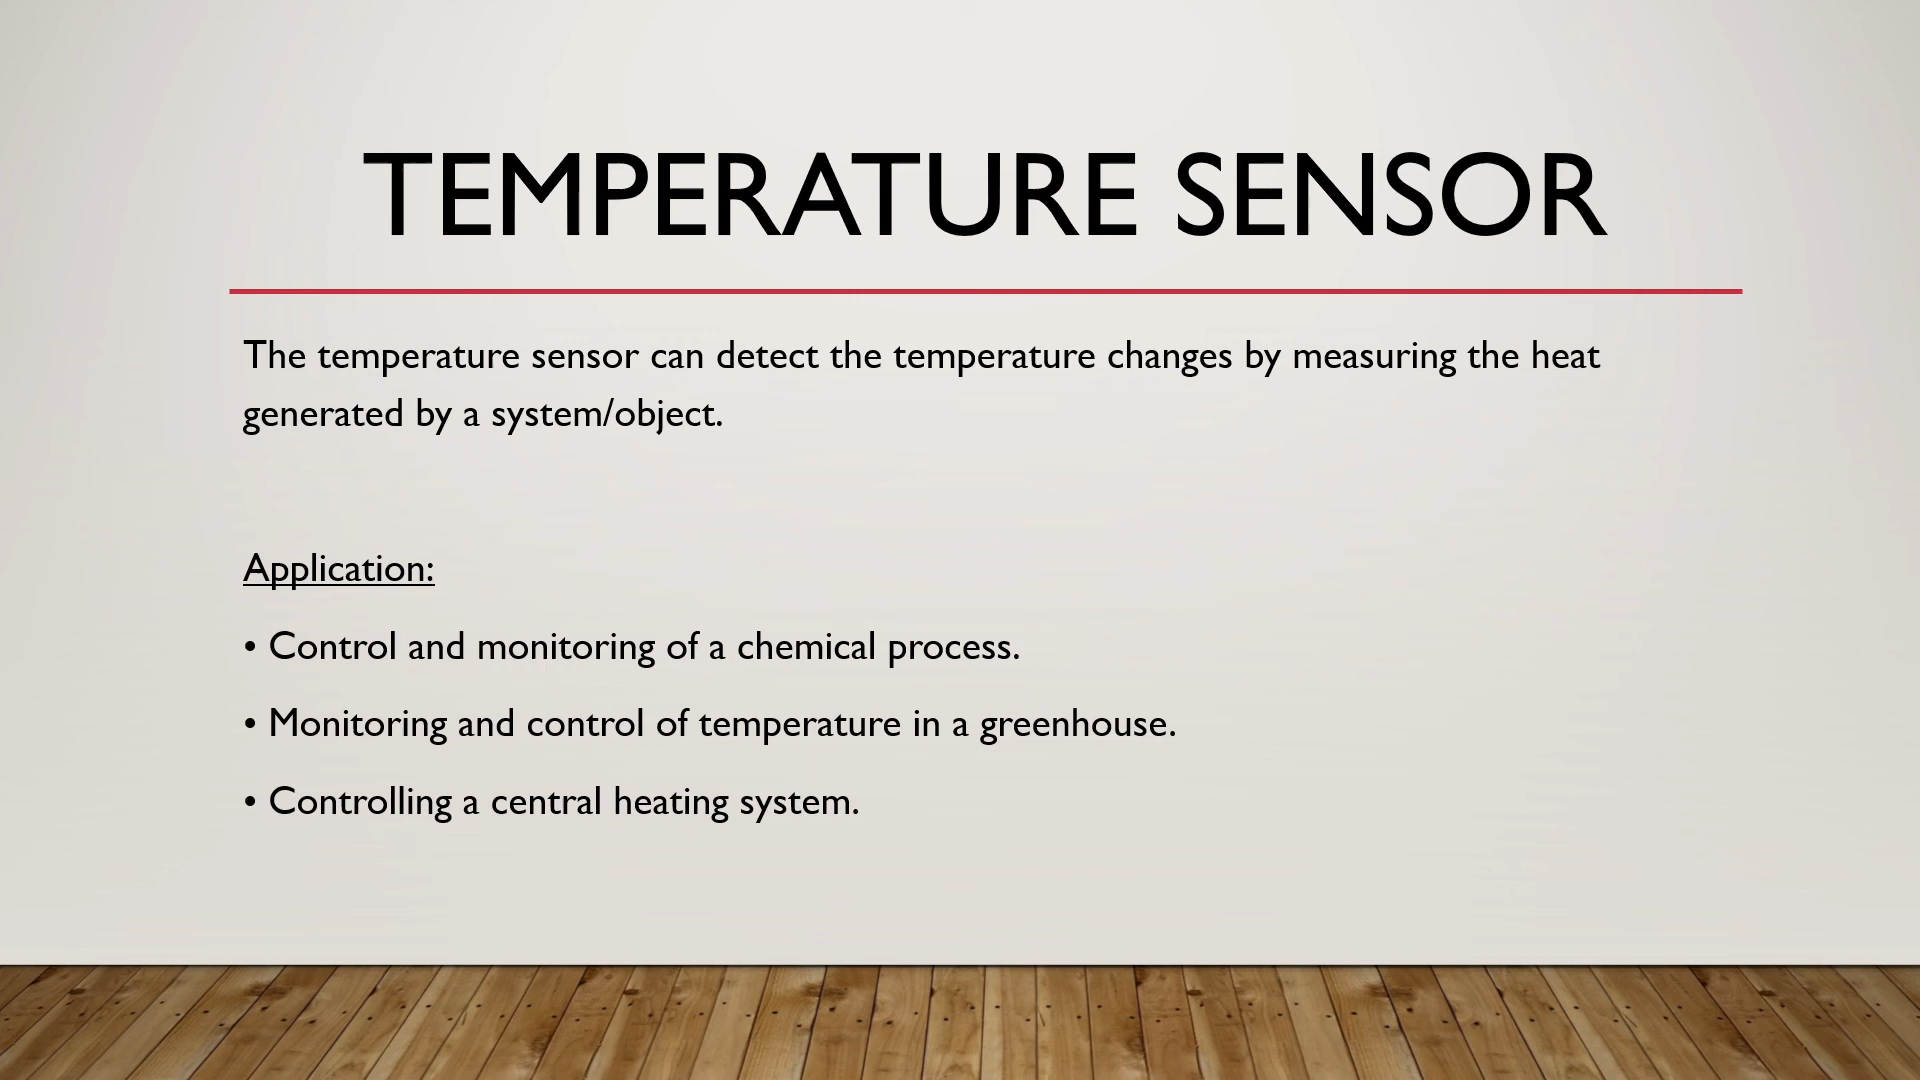 TEMPERATURE SENSOR
The temperature sensor can detect the temperature changes by measuring the heat
generated by a system/object.
Application:
• Control and monitoring of a chemical process.
• Monitoring and control of temperature in a greenhouse.
• Controlling a central heating system.